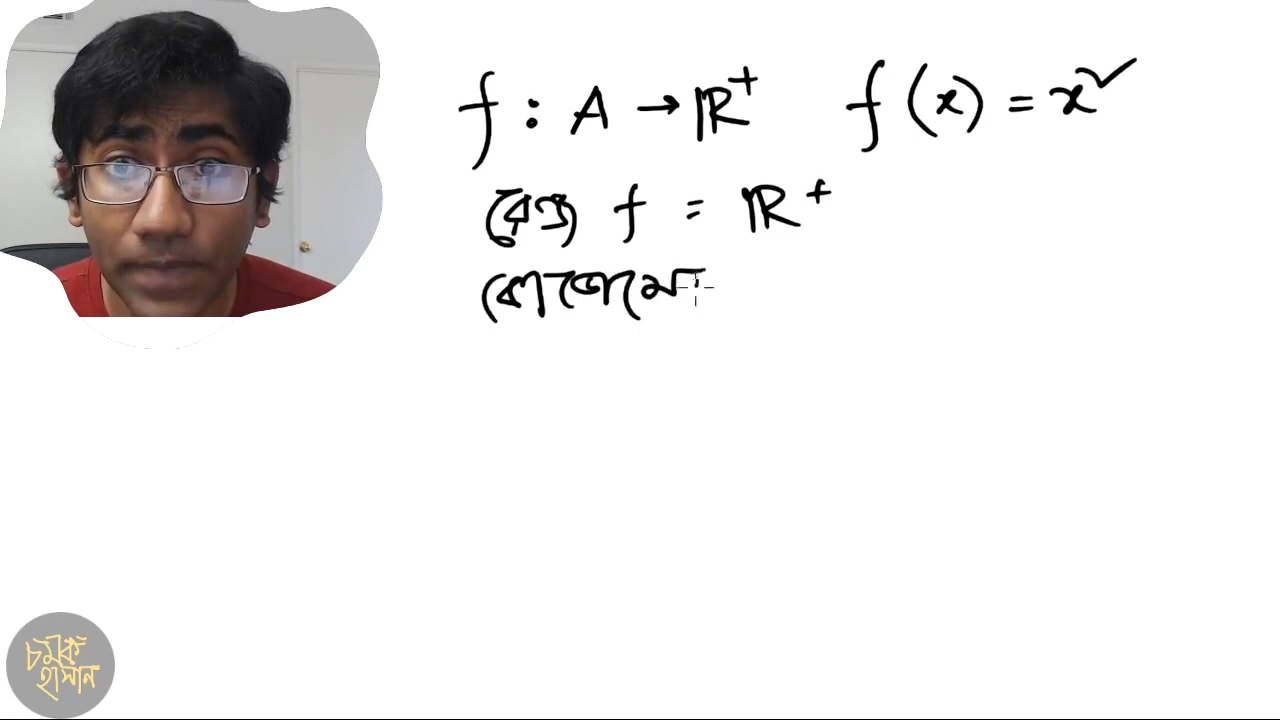 f : A → ℝ⁺ f (x) = x²
রেঞ্জ f = ℝ⁺
কোডোমেন
চমক
হাসান